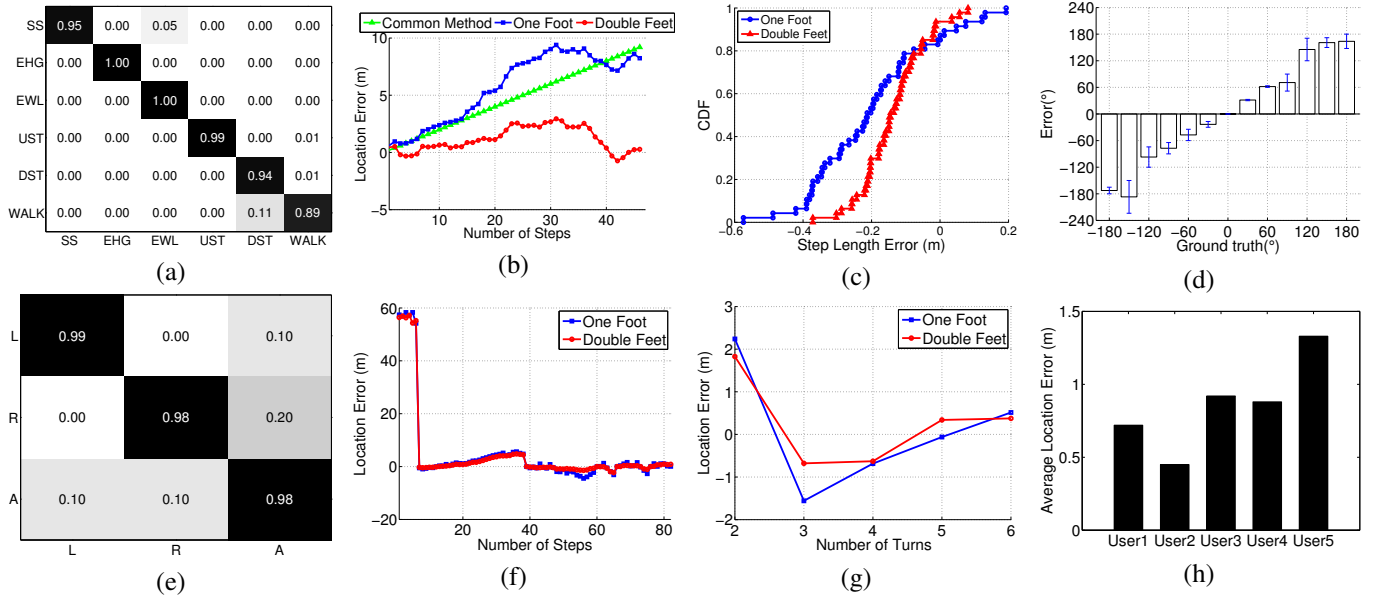 SS 0.95 0.00 0.05 0.00 0.00 0.00
EHG 0.00 1.00 0.00 0.00 0.00 0.00
EWL 0.00 0.00 1.00 0.00 0.00 0.00
UST 0.00 0.00 0.00 0.99 0.00 0.01
DST 0.00 0.00 0.00 0.00 0.94 0.01
WALK 0.00 0.00 0.00 0.00 0.11 0.89
SS EHG EWL UST DST WALK
(a)
Common Method One Foot Double Feet
Location Error (m)
10
5
0
−5
10 20 30 40
Number of Steps
(b)
One Foot
Double Feet
CDF
1
0.8
0.6
0.4
0.2
0
−0.6 −0.4 −0.2 0 0.2
Step Length Error (m)
(c)
Error(°)
240
180
120
60
0
−60
−120
−180
−240
−180 −120 −60 0 60 120 180
Ground truth(°)
(d)
L 0.99 0.00 0.10
R 0.00 0.98 0.20
A 0.10 0.10 0.98
L R A
(e)
One Foot
Double Feet
Location Error (m)
60
40
20
0
−20
20 40 60 80
Number of Steps
(f)
One Foot
Double Feet
Location Error (m)
3
2
1
0
−1
−2
2 3 4 5 6
Number of Turns
(g)
Average Location Error (m)
1.5
1
0.5
0
User1 User2 User3 User4 User5
(h)